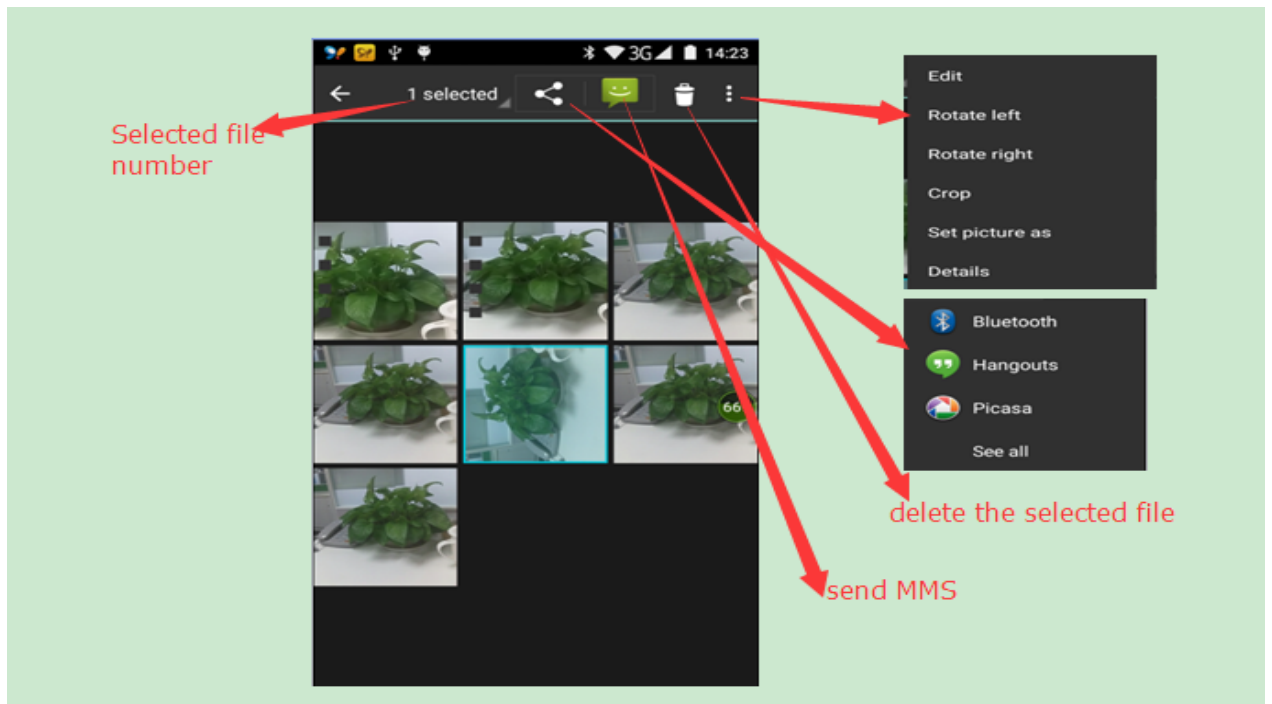 3G 14:23
1 selected
Selected file
number
66
Edit
Rotate left
Rotate right
Crop
Set picture as
Details
Bluetooth
Hangouts
Picasa
See all
delete the selected file
send MMS